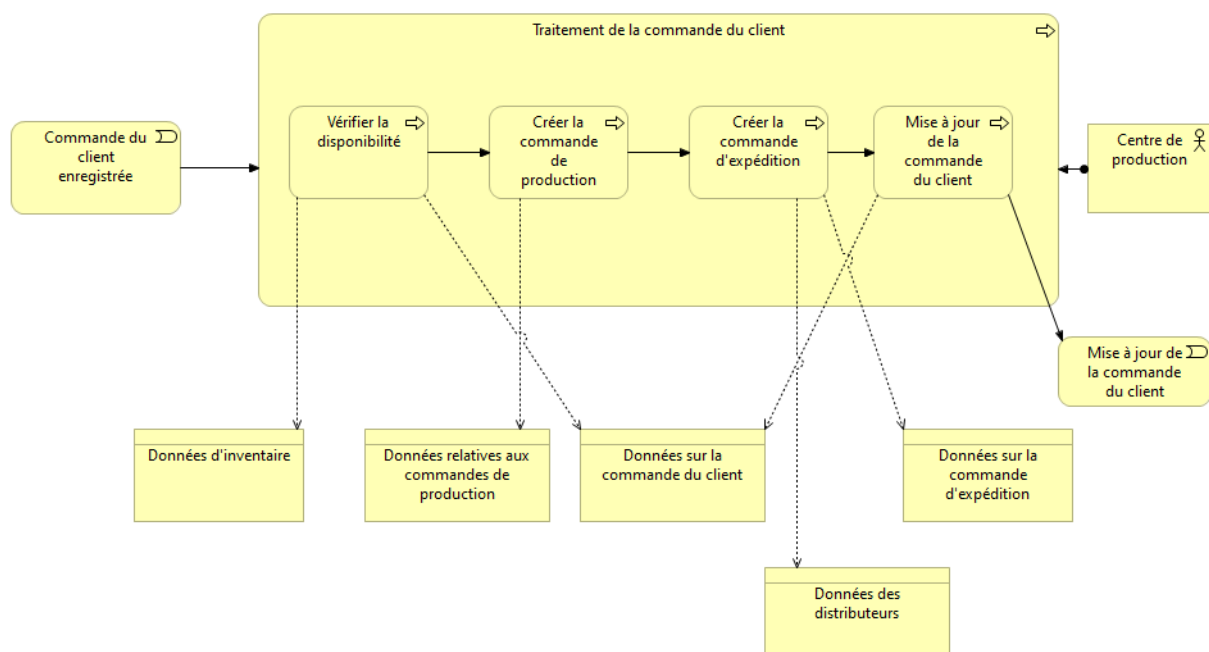 Traitement de la commande du client
Commande du
client
enregistrée
Vérifier la
disponibilité
Créer la
commande
de
production
Créer la
commande
d'expédition
Mise à jour
de la
commande
du client
Centre de
production
Mise à jour de
la commande
du client
Données d'inventaire
Données relatives aux
commandes de
production
Données sur la
commande du client
Données sur la
commande
d'expédition
Données des
distributeurs